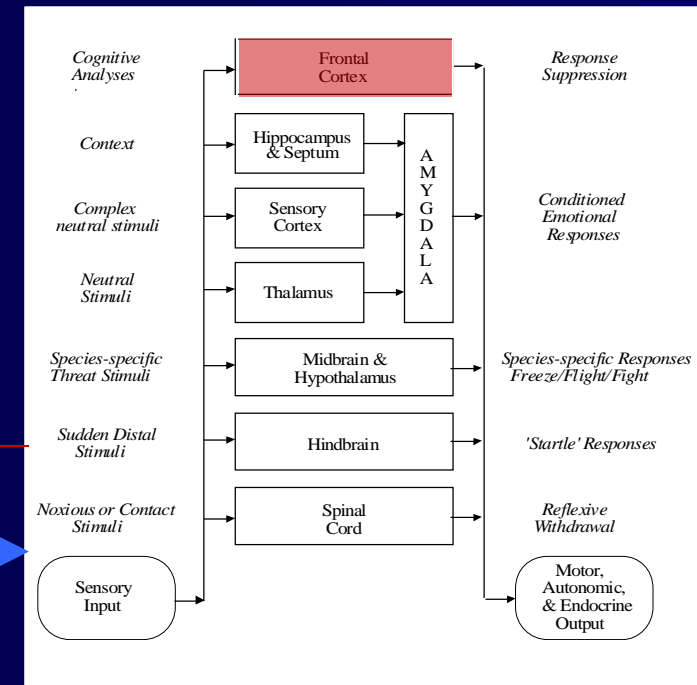 Cognitive
Analyses
.
Frontal
Cortex
Response
Suppression
Context
Hippocampus
& Septum
A
M
Y
G
D
A
L
A
Complex
neutral stimuli
Sensory
Cortex
Conditioned
Emotional
Responses
Neutral
Stimuli
Thalamus
Species-specific
Threat Stimuli
Midbrain &
Hypothalamus
Species-specific Responses
Freeze/Flight/Fight
Sudden Distal
Stimuli
Hindbrain
'Startle' Responses
Noxious or Contact
Stimuli
Spinal
Cord
Reflexive
Withdrawal
Sensory
Input
Motor,
Autonomic,
& Endocrine
Output